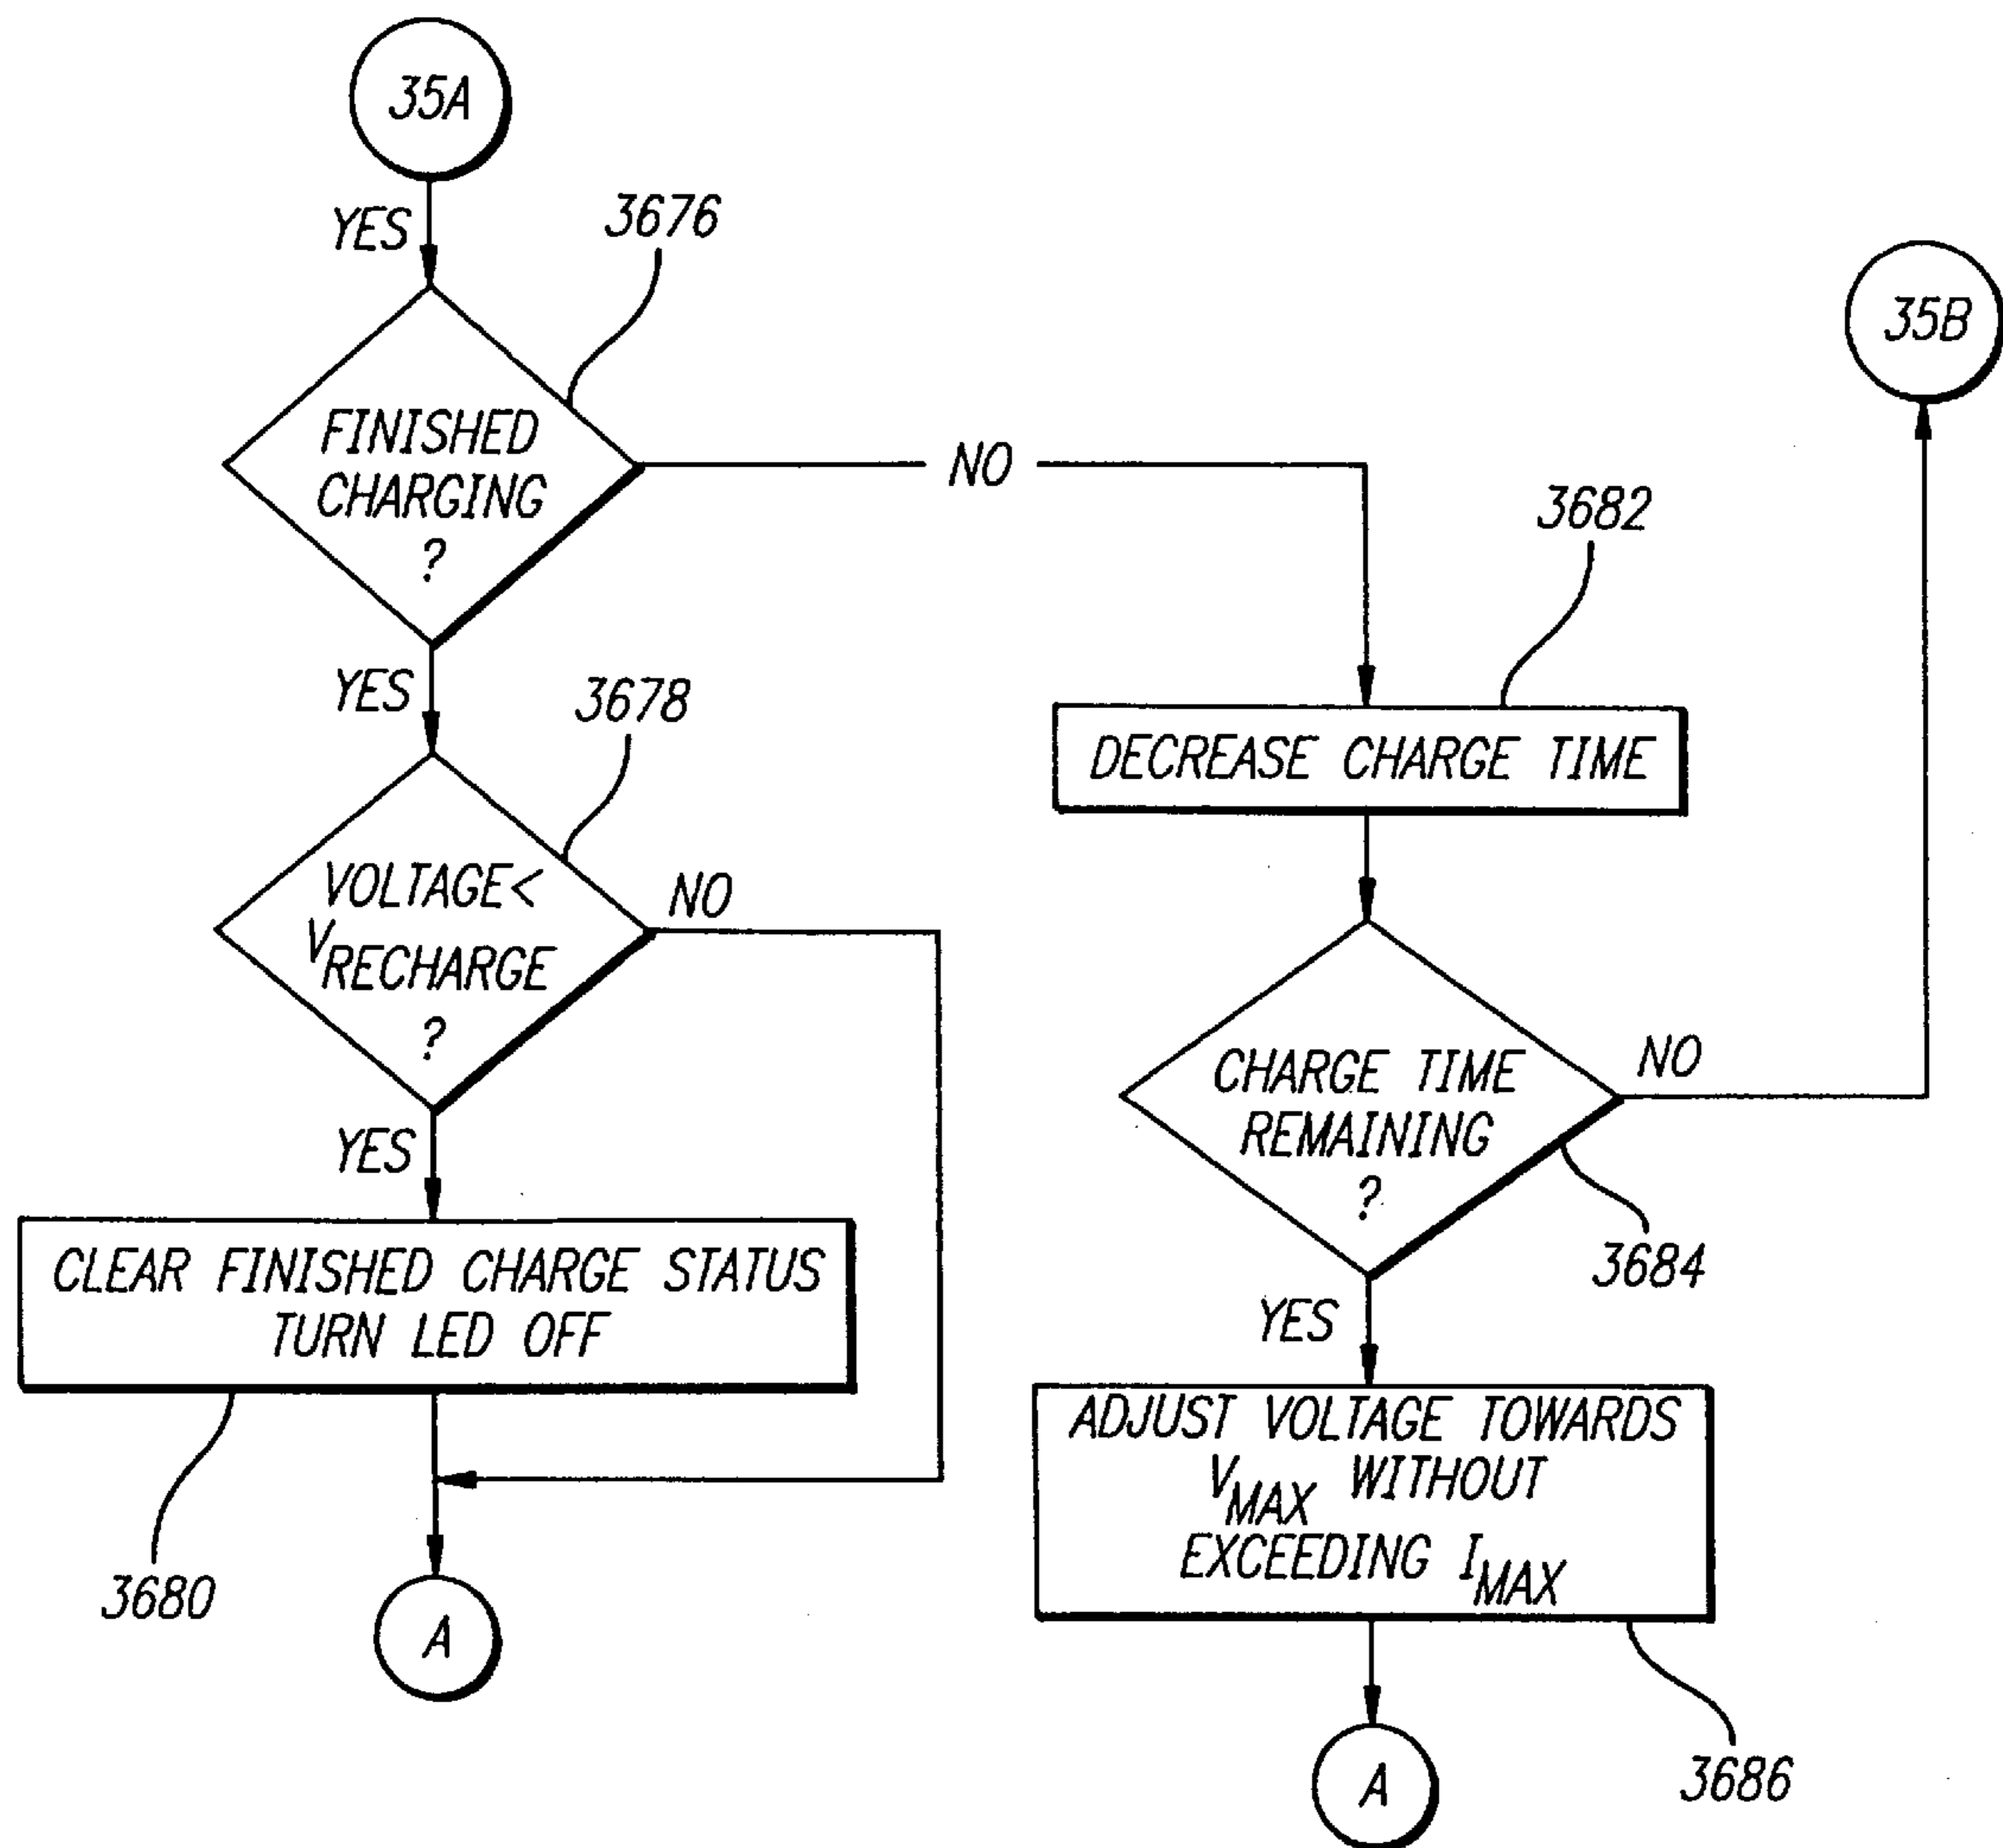 35A
YES
3676
FINISHED
CHARGING
?
NO
YES
3678
VOLTAGE<
VRECHARGE
?
NO
YES
CLEAR FINISHED CHARGE STATUS
TURN LED OFF
3680
A
35B
3682
DECREASE CHARGE TIME
CHARGE TIME
REMAINING
?
NO
3684
YES
ADJUST VOLTAGE TOWARDS
VMAX WITHOUT
EXCEEDING IMAX
3686
A